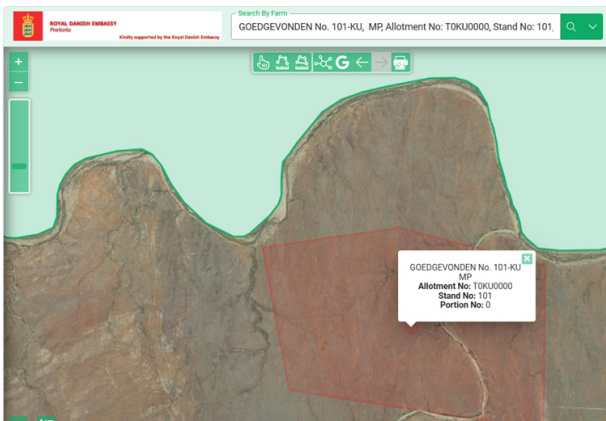 ROYAL DANISH EMBASSY
Pretoria
Kindly supported by the Royal Danish Embassy
Search By Farm
GOEDGEVONDEN No. 101-KU, MP, Allotment No: T0KU0000, Stand No: 101,
G
GOEDGEVONDEN No. 101-KU
MP
Allotment No: T0KU0000
Stand No: 101
Portion No: 0